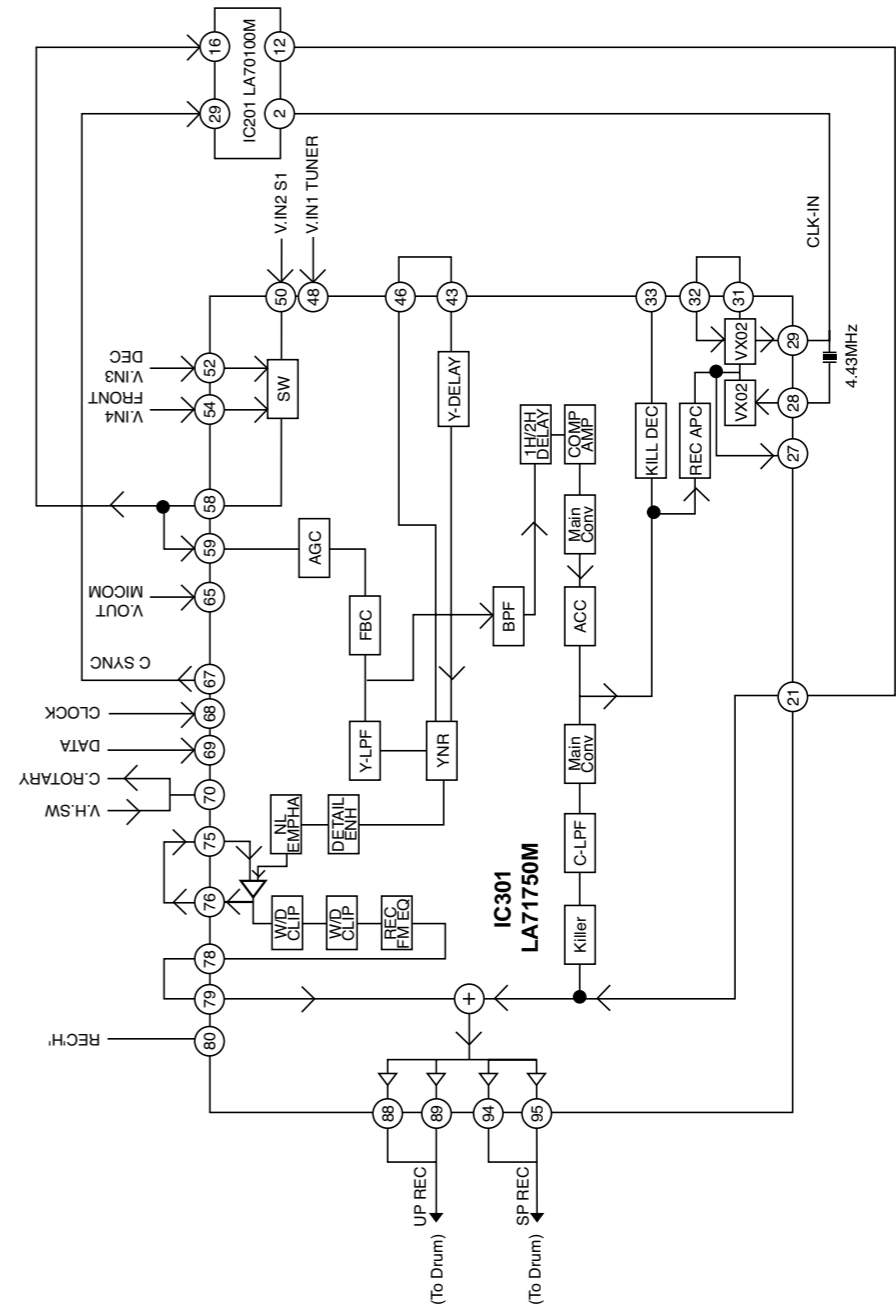 16
12
29
2
IC201 LA70100M
V.IN2 S1
V.IN1 TUNER
50
48
46
43
33
32
31
CLK-IN
V.IN3
DEC
V.IN4
FRONT
52
54
58
59
65
67
68
69
70
75
76
78
79
80
V.OUT
MICOM
C SYNC
CLOCK
DATA
C.ROTARY
V.H.SW
REC'H'
SW
AGC
FBC
Y-LPF
YNR
Y-DELAY
NL
EMPHA
DETAIL
ENH
W/D
CLIP
W/D
CLIP
REC
FM EQ
BPF
1H/2H
DELAY
COMP
AMP
Main
Conv
ACC
Main
Conv
C-LPF
Killer
KILL DEC
REC APC
VX02
VX02
29
28
27
21
4.43MHz
IC301
LA71750M
+
88
89
94
95
UP REC
(To Drum)
SP REC
(To Drum)